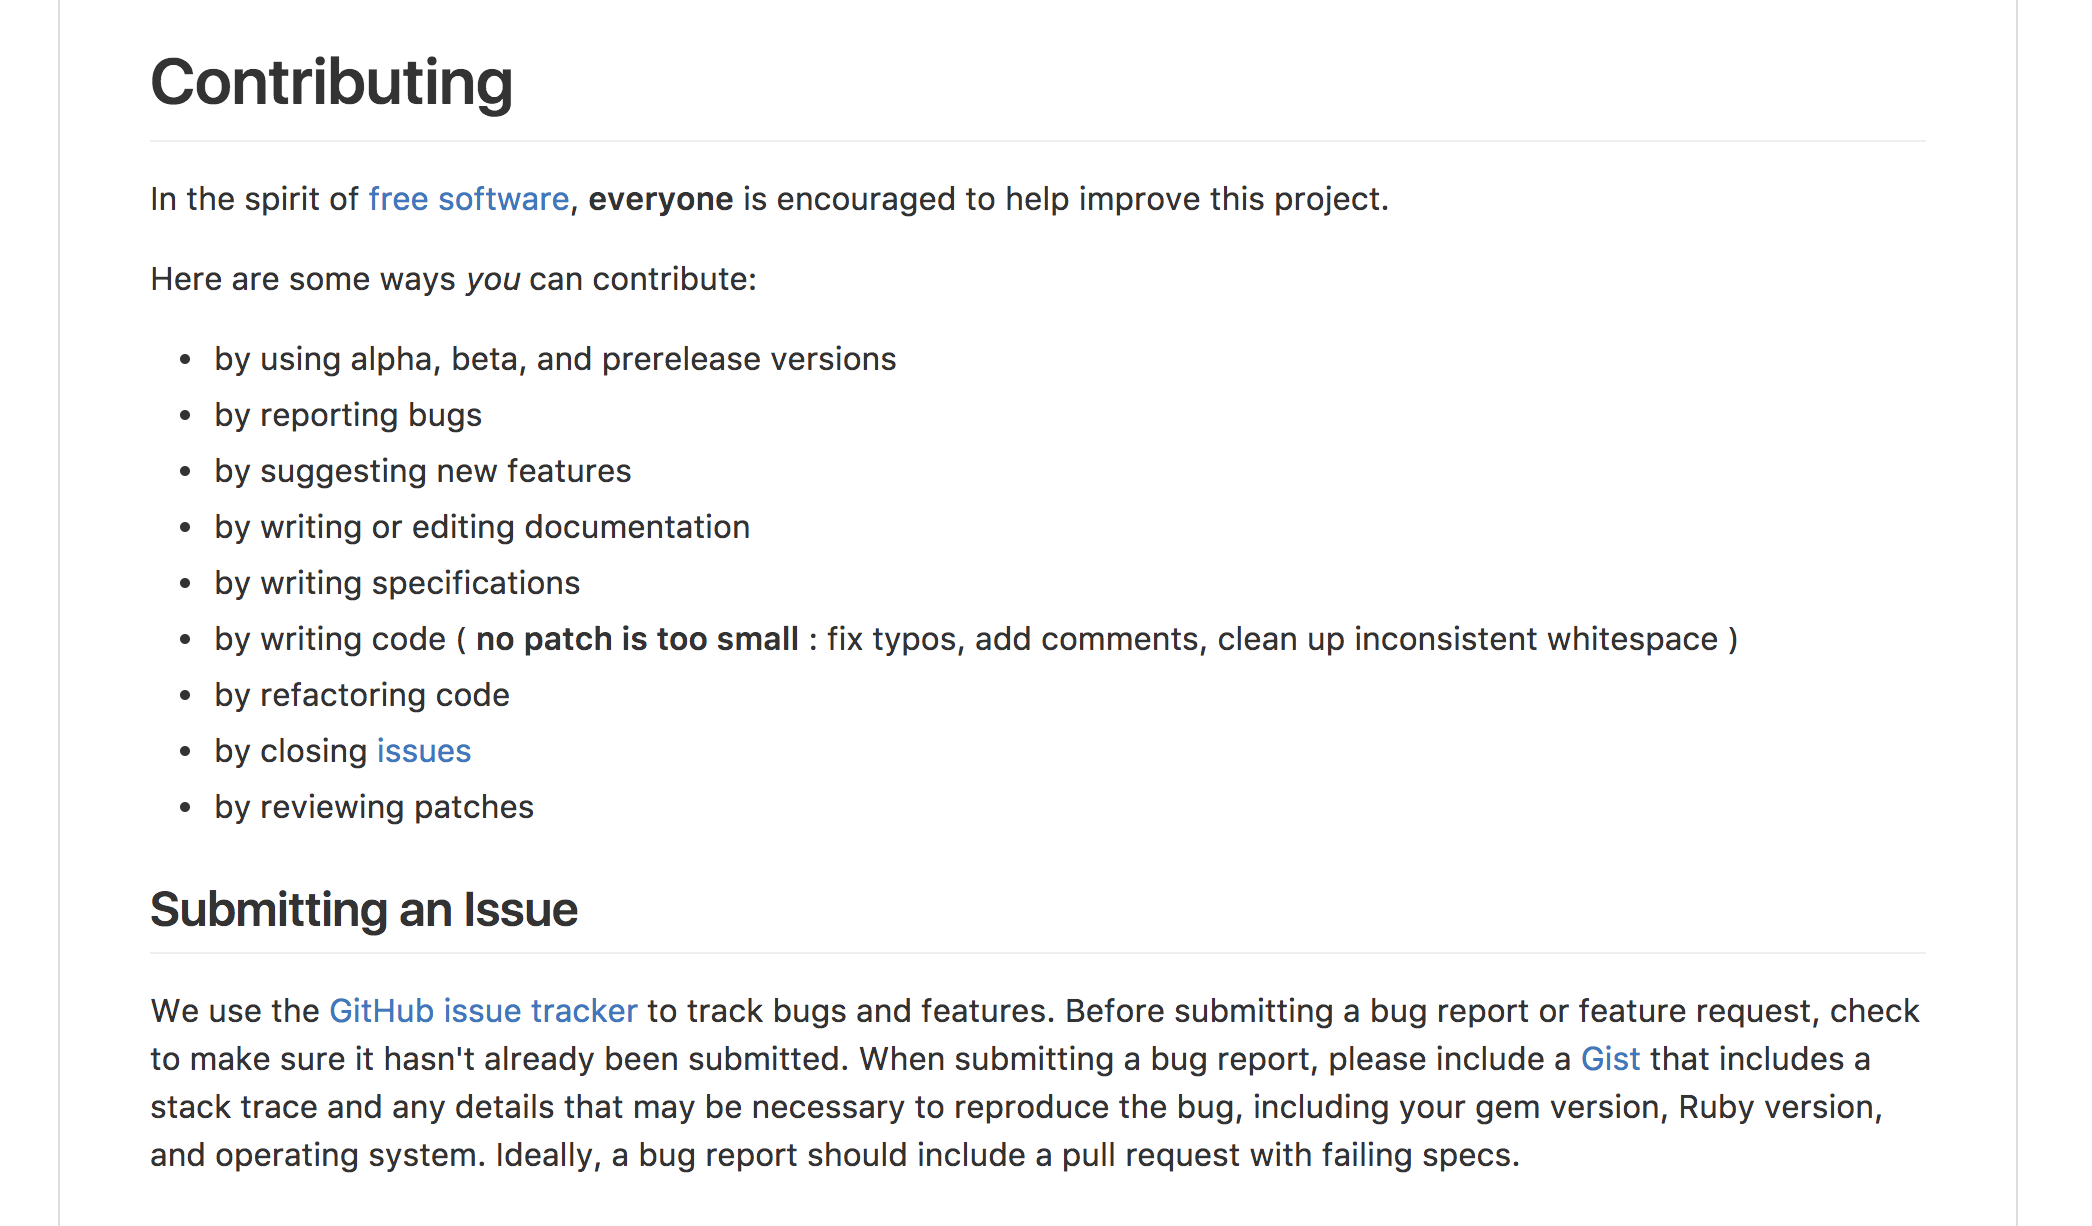 Contributing
In the spirit of free software, everyone is encouraged to help improve this project.
Here are some ways you can contribute:
• by using alpha, beta, and prerelease versions
• by reporting bugs
• by suggesting new features
• by writing or editing documentation
• by writing specifications
• by writing code ( no patch is too small : fix typos, add comments, clean up inconsistent whitespace )
• by refactoring code
• by closing issues
• by reviewing patches
Submitting an Issue
We use the GitHub issue tracker to track bugs and features. Before submitting a bug report or feature request, check
to make sure it hasn't already been submitted. When submitting a bug report, please include a Gist that includes a
stack trace and any details that may be necessary to reproduce the bug, including your gem version, Ruby version,
and operating system. Ideally, a bug report should include a pull request with failing specs.